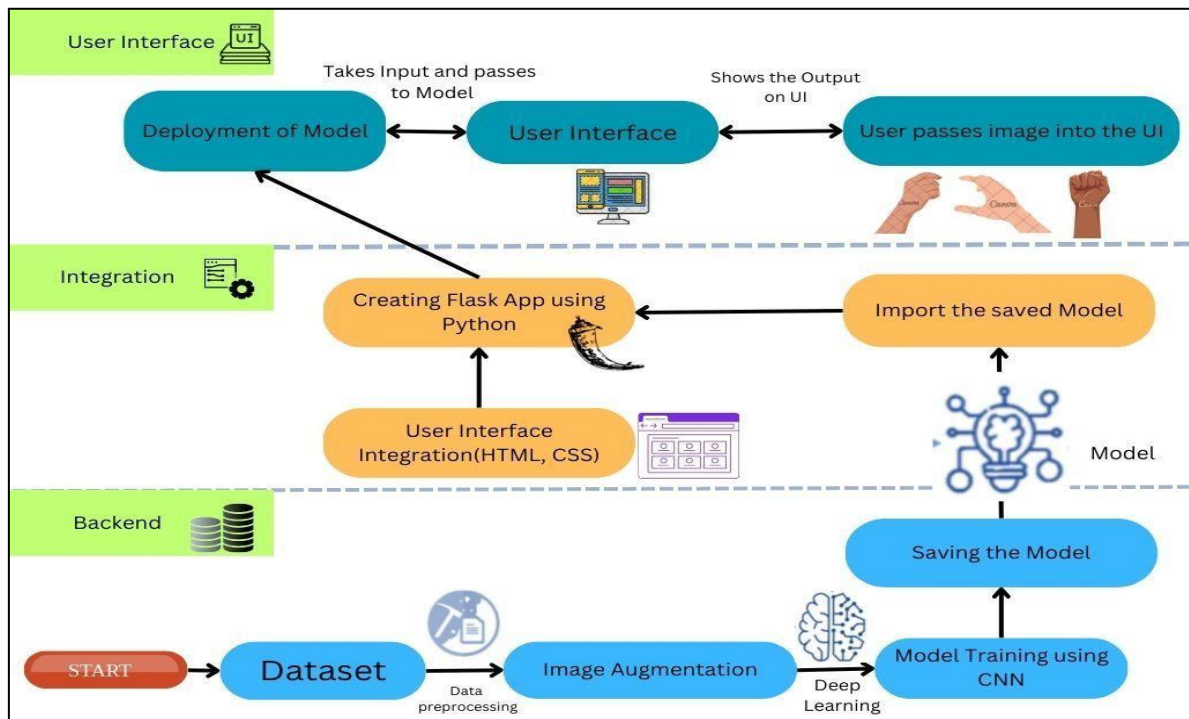 User Interface
UI
Takes Input and passes
to Model
Shows the Output
on UI
Deployment of Model
User Interface
User passes image into the UI
Canva
Canva
Integration
Creating Flask App using
Python
Import the saved Model
User Interface
Integration(HTML, CSS)
Model
Backend
Saving the Model
START
Dataset
Data
preprocessing
Image Augmentation
Deep
Learning
Model Training using
CNN